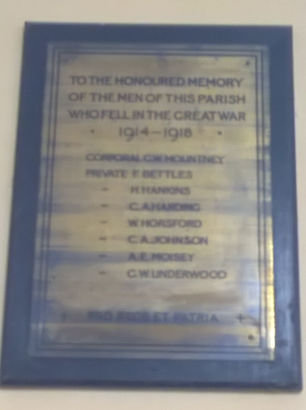 TO THE HONOURED MEMORY
OF THE MEN OF THIS PARISH
WHO FELL IN THE GREAT WAR
· 1914–1918 ·
CORPORAL G.W. MOUNTNEY
PRIVATE F. BETTLES
– H. HANKINS
– C. A. HARDING
– W. HORSFORD
– C. A. JOHNSON
– A. E. MOISEY
– C. W. UNDERWOOD
+ PRO REGE ET PATRIA +